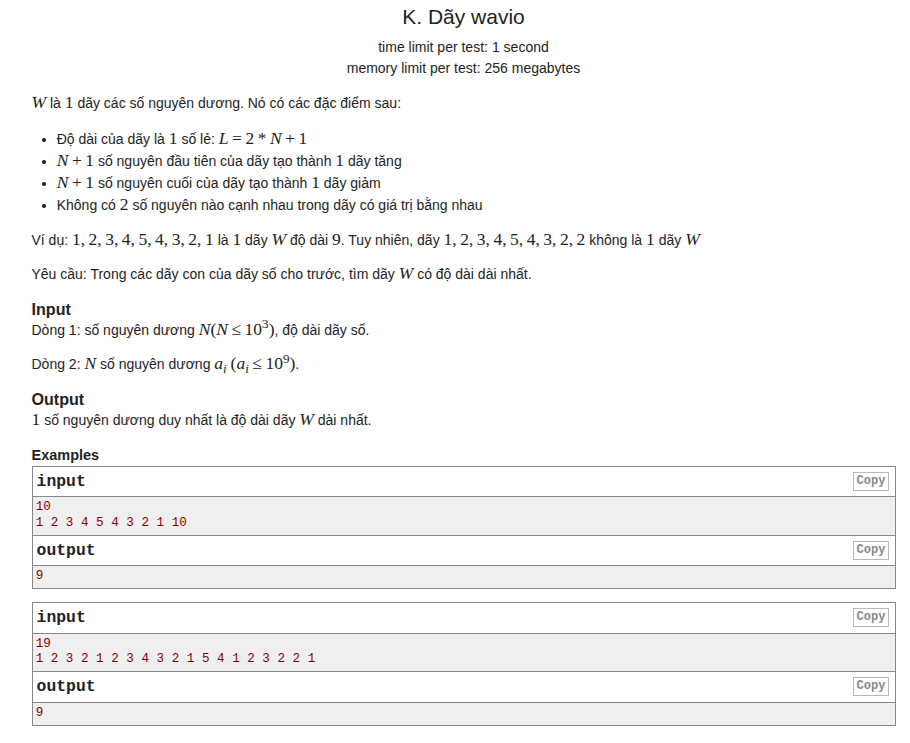 K. Dãy wavio
time limit per test: 1 second
memory limit per test: 256 megabytes
W là 1 dãy các số nguyên dương. Nó có các đặc điểm sau:
• Độ dài của dãy là 1 số lẻ: L = 2 * N + 1
• N + 1 số nguyên đầu tiên của dãy tạo thành 1 dãy tăng
• N + 1 số nguyên cuối của dãy tạo thành 1 dãy giảm
• Không có 2 số nguyên nào cạnh nhau trong dãy có giá trị bằng nhau
Ví dụ: 1, 2, 3, 4, 5, 4, 3, 2, 1 là 1 dãy W độ dài 9. Tuy nhiên, dãy 1, 2, 3, 4, 5, 4, 3, 2, 2 không là 1 dãy W
Yêu cầu: Trong các dãy con của dãy số cho trước, tìm dãy W có độ dài dài nhất.
Input
Dòng 1: số nguyên dương N(N ≤ 10³), độ dài dãy số.
Dòng 2: N số nguyên dương aᵢ (aᵢ ≤ 10⁹).
Output
1 số nguyên dương duy nhất là độ dài dãy W dài nhất.
Examples
input Copy
10
1 2 3 4 5 4 3 2 1 10
output Copy
9
input Copy
19
1 2 3 2 1 2 3 4 3 2 1 5 4 1 2 3 2 2 1
output Copy
9